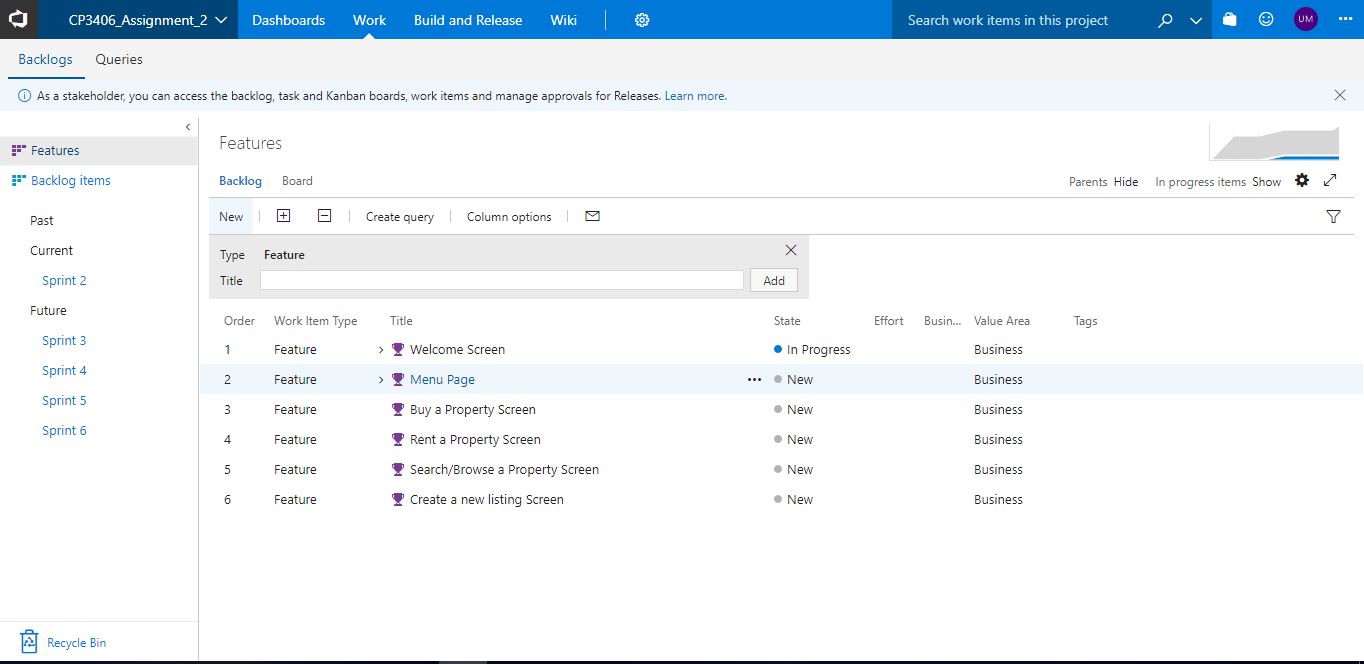 CP3406_Assignment_2 Dashboards Work Build and Release Wiki Search work items in this project UM
Backlogs Queries
As a stakeholder, you can access the backlog, task and Kanban boards, work items and manage approvals for Releases. Learn more.
Features
Backlog items
Past
Current
Sprint 2
Future
Sprint 3
Sprint 4
Sprint 5
Sprint 6
Recycle Bin
Features
Backlog Board Parents Hide In progress items Show
New Create query Column options
Type Feature
Title Add
Order Work Item Type Title State Effort Busin... Value Area Tags
1 Feature Welcome Screen In Progress Business
2 Feature Menu Page New Business
3 Feature Buy a Property Screen New Business
4 Feature Rent a Property Screen New Business
5 Feature Search/Browse a Property Screen New Business
6 Feature Create a new listing Screen New Business